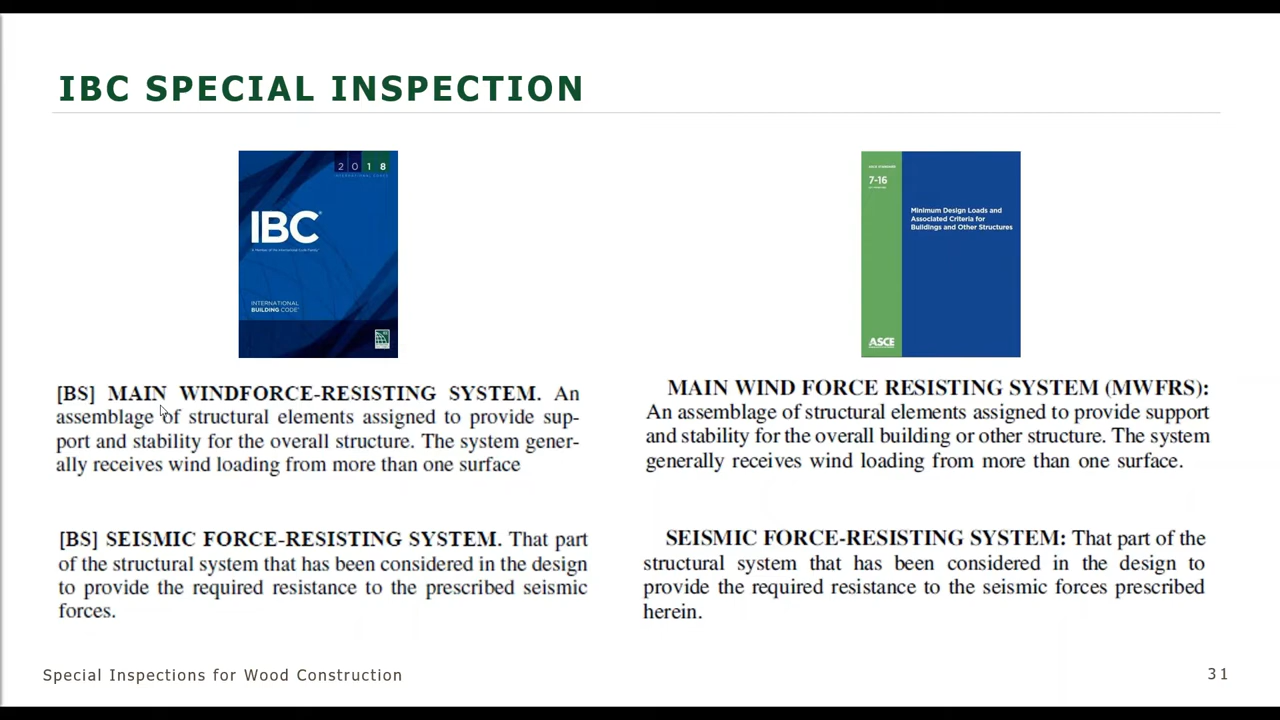 IBC SPECIAL INSPECTION
2018
IBC
INTERNATIONAL
BUILDING CODE
7-16
Minimum Design Loads and
Associated Criteria for
Buildings and Other Structures
ASCE
[BS] MAIN WINDFORCE-RESISTING SYSTEM. An
assemblage of structural elements assigned to provide sup-
port and stability for the overall structure. The system gener-
ally receives wind loading from more than one surface
MAIN WIND FORCE RESISTING SYSTEM (MWFRS):
An assemblage of structural elements assigned to provide support
and stability for the overall building or other structure. The system
generally receives wind loading from more than one surface.
[BS] SEISMIC FORCE-RESISTING SYSTEM. That part
of the structural system that has been considered in the design
to provide the required resistance to the prescribed seismic
forces.
SEISMIC FORCE-RESISTING SYSTEM: That part of the
structural system that has been considered in the design to
provide the required resistance to the seismic forces prescribed
herein.
Special Inspections for Wood Construction
31